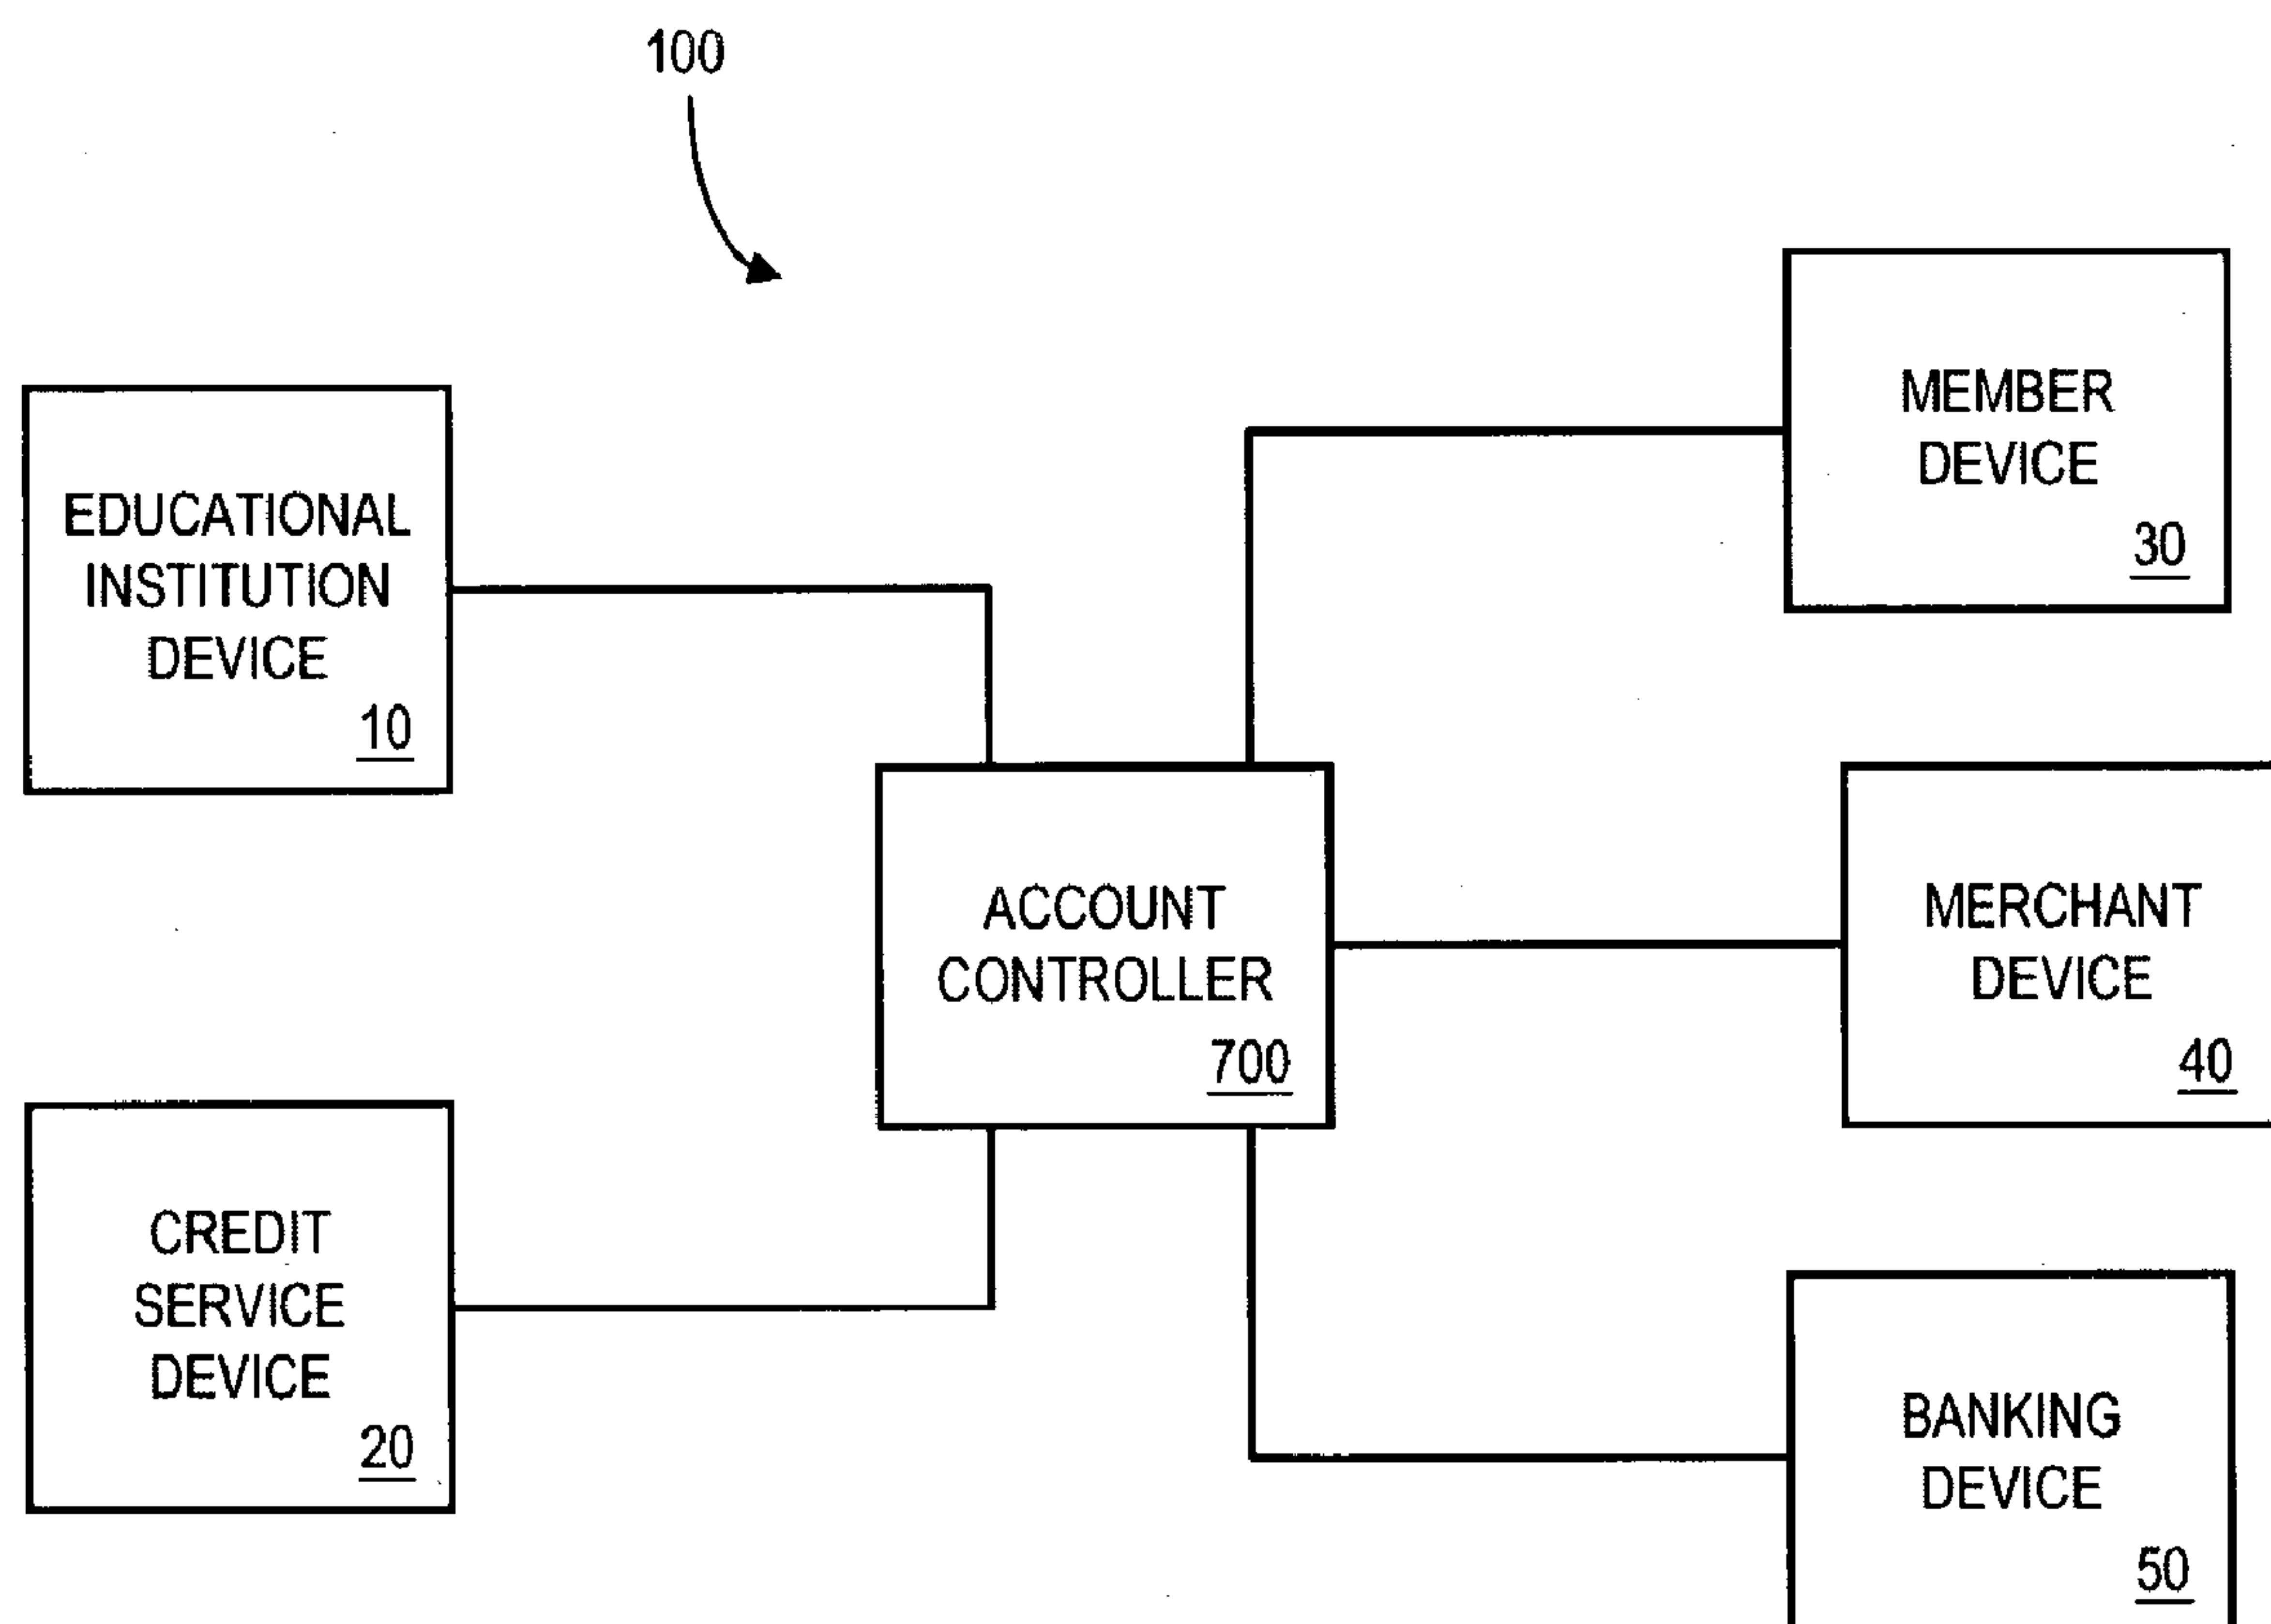 100
EDUCATIONAL
INSTITUTION
DEVICE
10
MEMBER
DEVICE
30
ACCOUNT
CONTROLLER
700
MERCHANT
DEVICE
40
CREDIT
SERVICE
DEVICE
20
BANKING
DEVICE
50